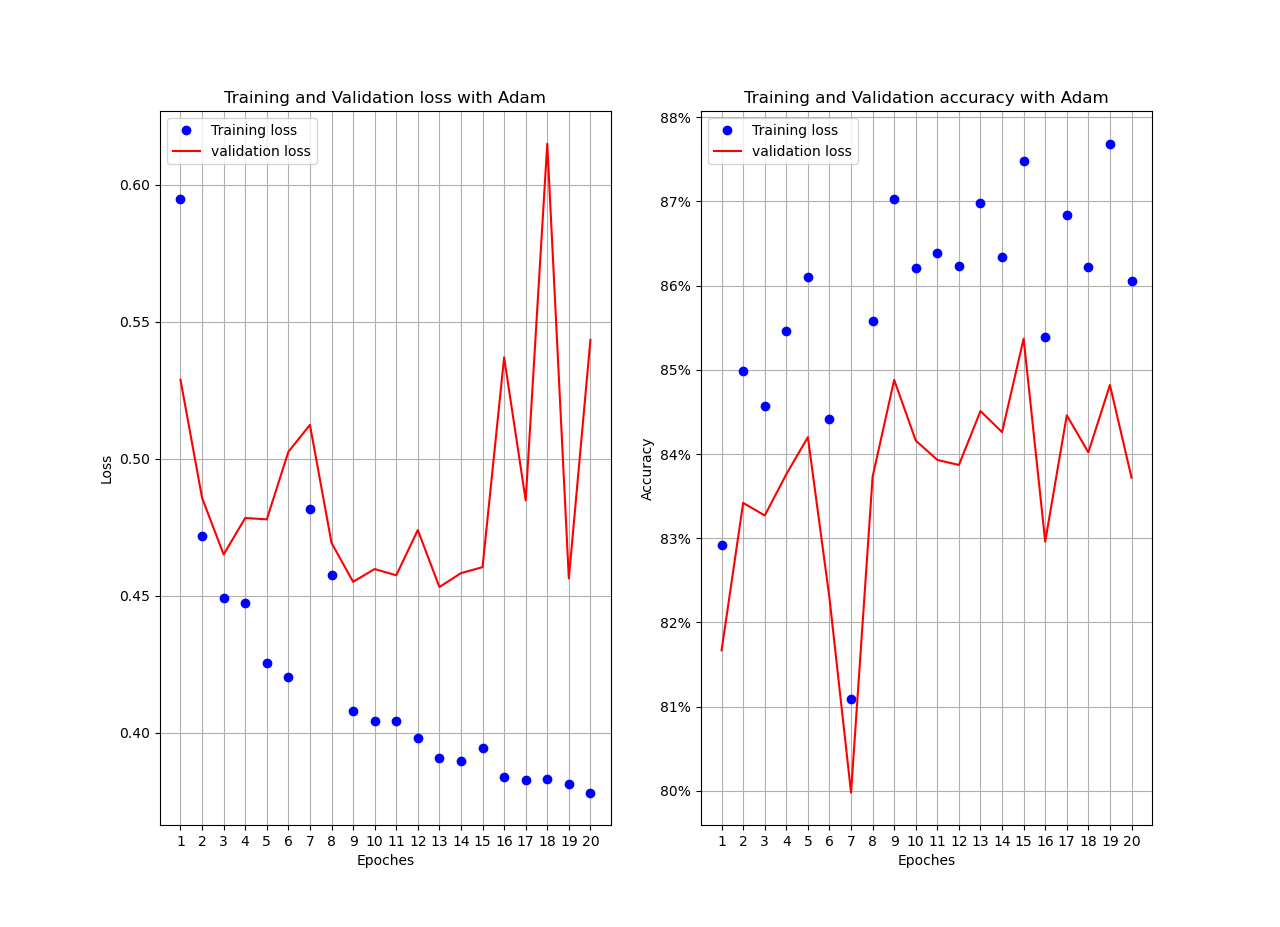 Training and Validation loss with Adam
Training loss
validation loss
0.60
0.55
0.50
0.45
0.40
Loss
1 2 3 4 5 6 7 8 9 10 11 12 13 14 15 16 17 18 19 20
Epoches
Training and Validation accuracy with Adam
Training loss
validation loss
88%
87%
86%
85%
84%
83%
82%
81%
80%
Accuracy
1 2 3 4 5 6 7 8 9 10 11 12 13 14 15 16 17 18 19 20
Epoches